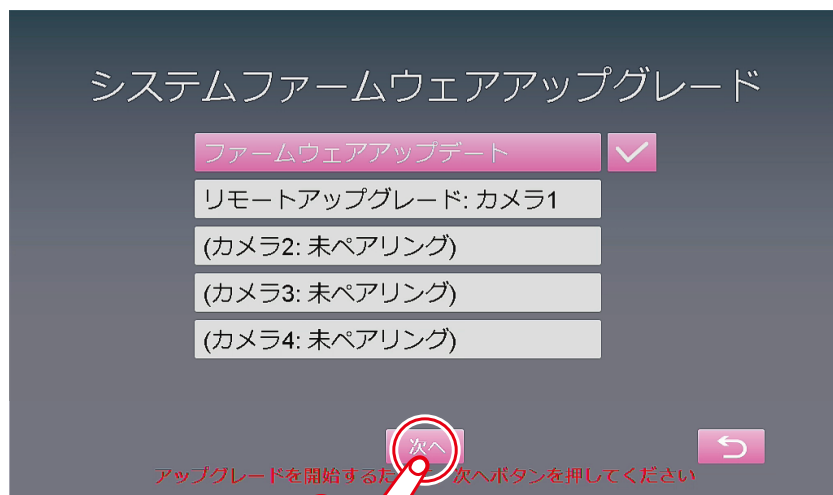 システムファームウェアアップグレード
ファームウェアアップデート
リモートアップグレード: カメラ1
(カメラ2: 未ペアリング)
(カメラ3: 未ペアリング)
(カメラ4: 未ペアリング)
次へ
アップグレードを開始するた 次へボタンを押してください